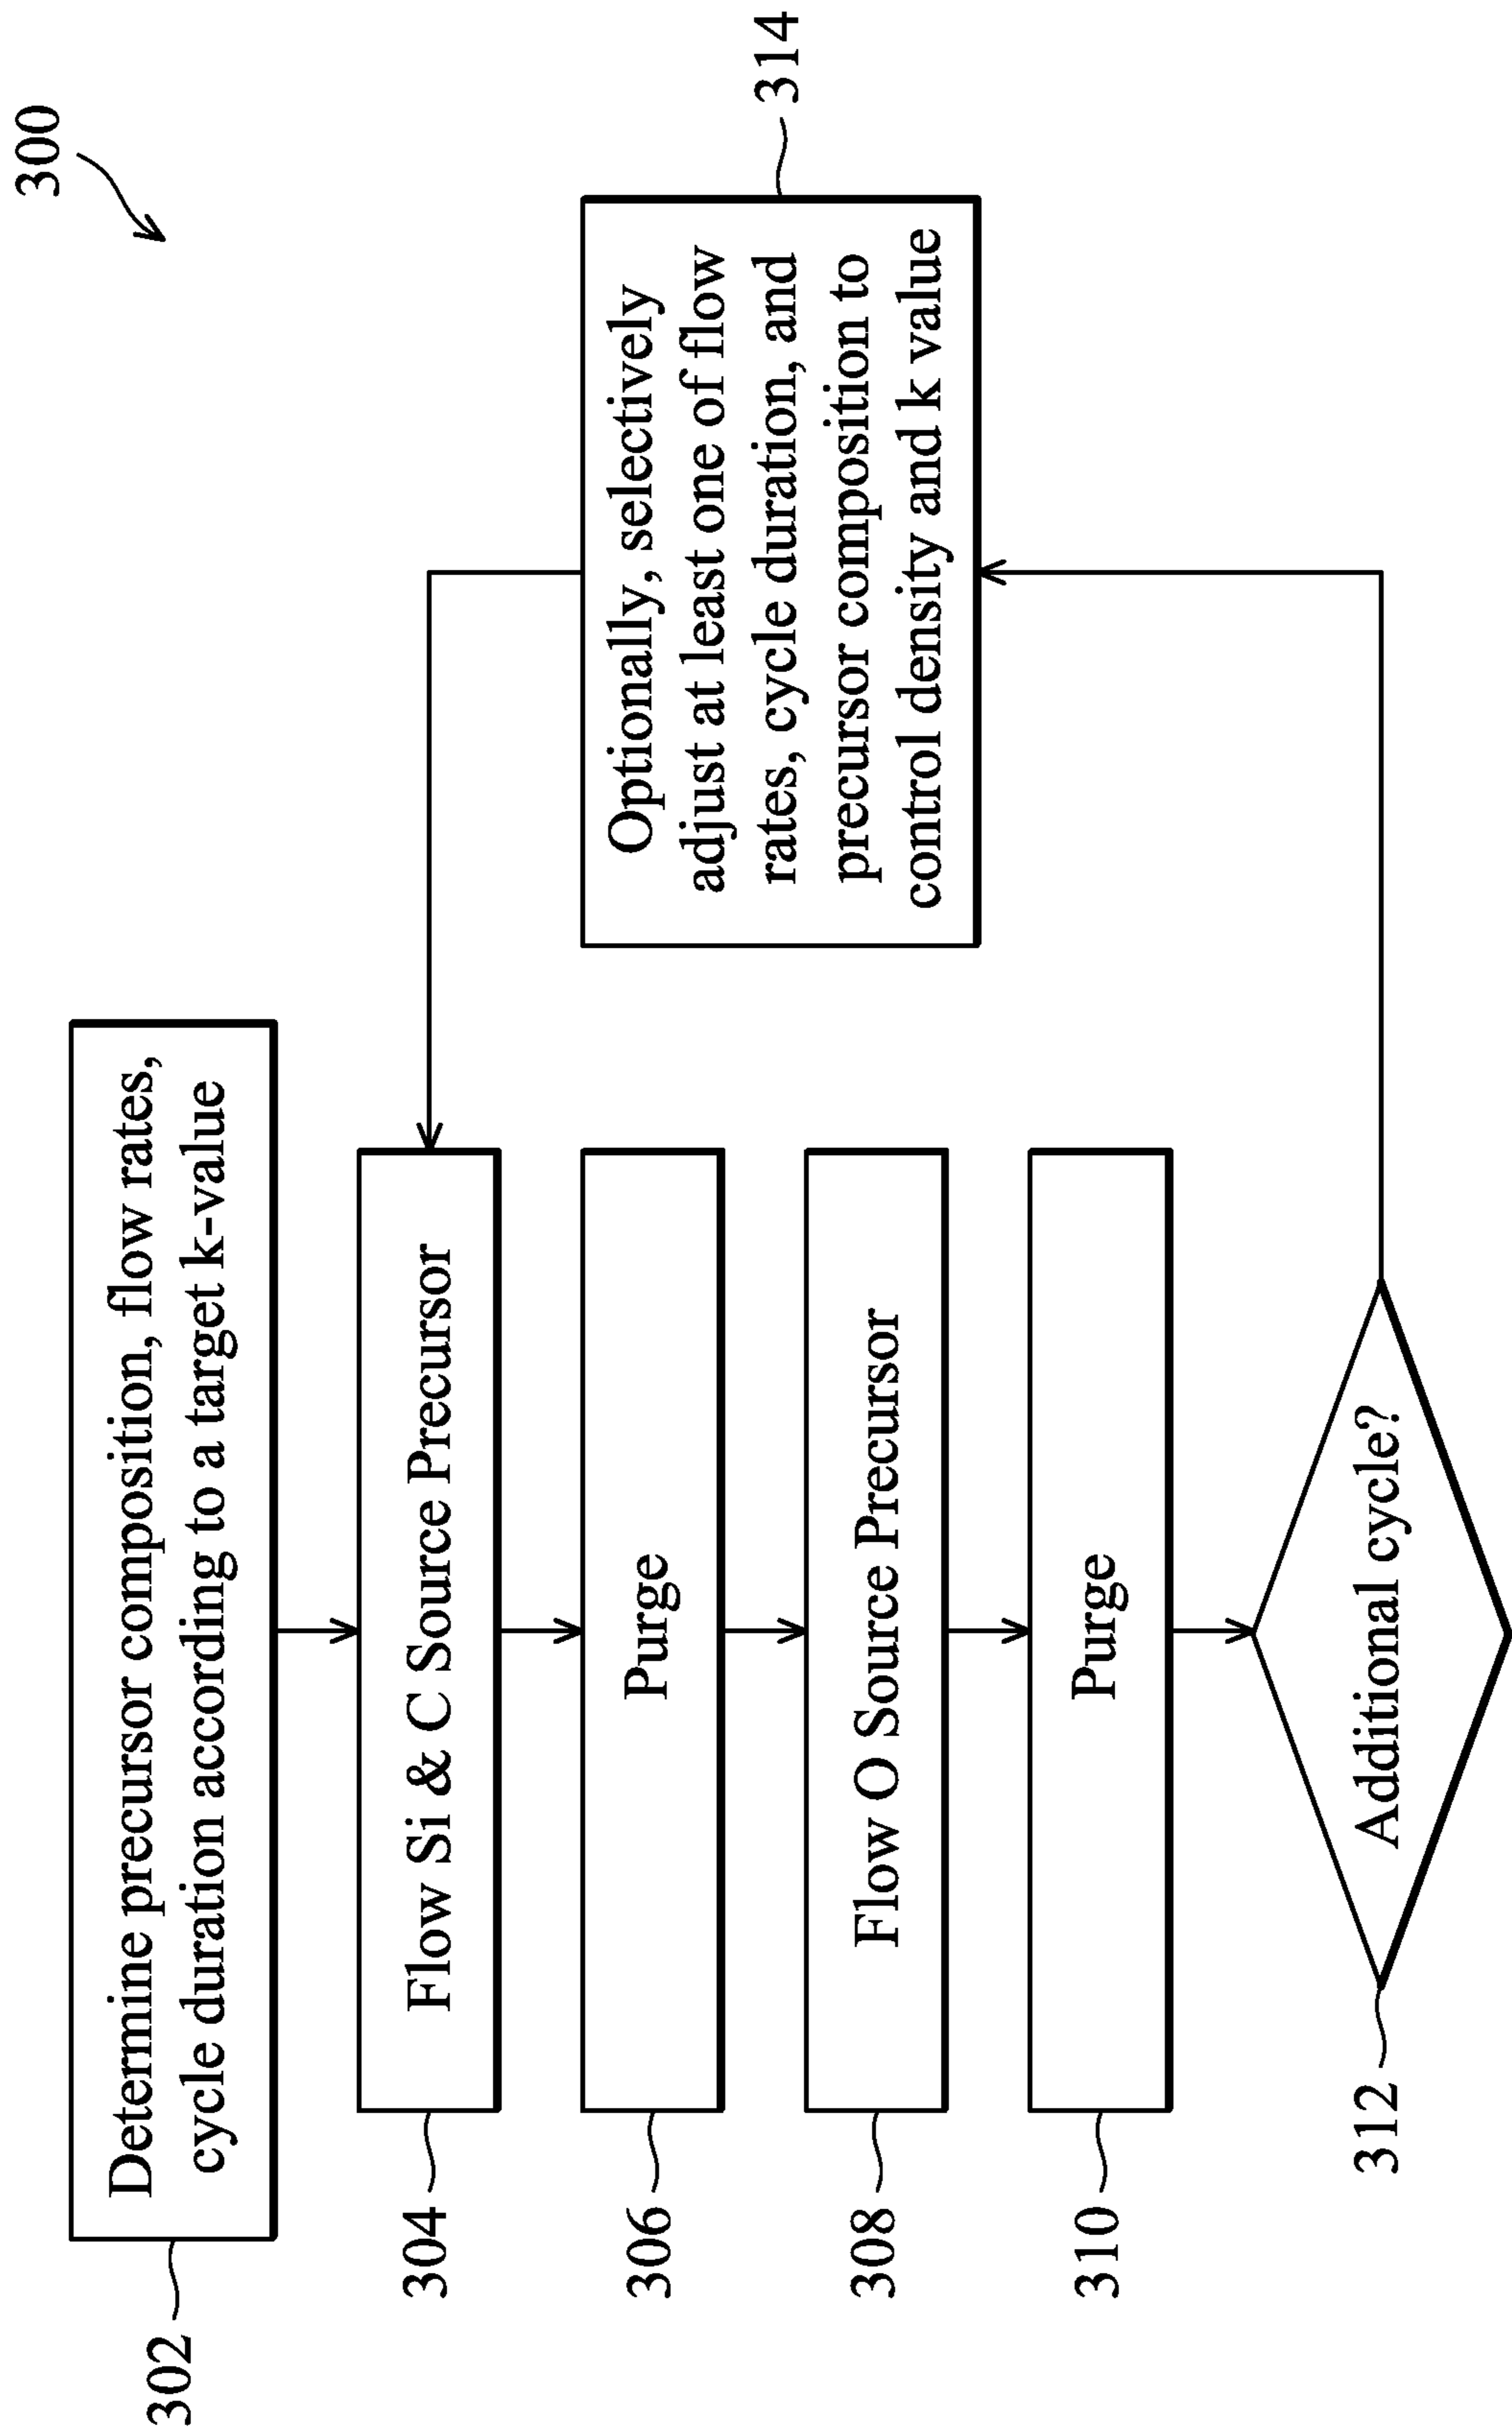 300
302
Determine precursor composition, flow rates,
cycle duration according to a target k-value
304
Flow Si & C Source Precursor
306
Purge
308
Flow O Source Precursor
310
Purge
312
Additional cycle?
314
Optionally, selectively
adjust at least one of flow
rates, cycle duration, and
precursor composition to
control density and k value